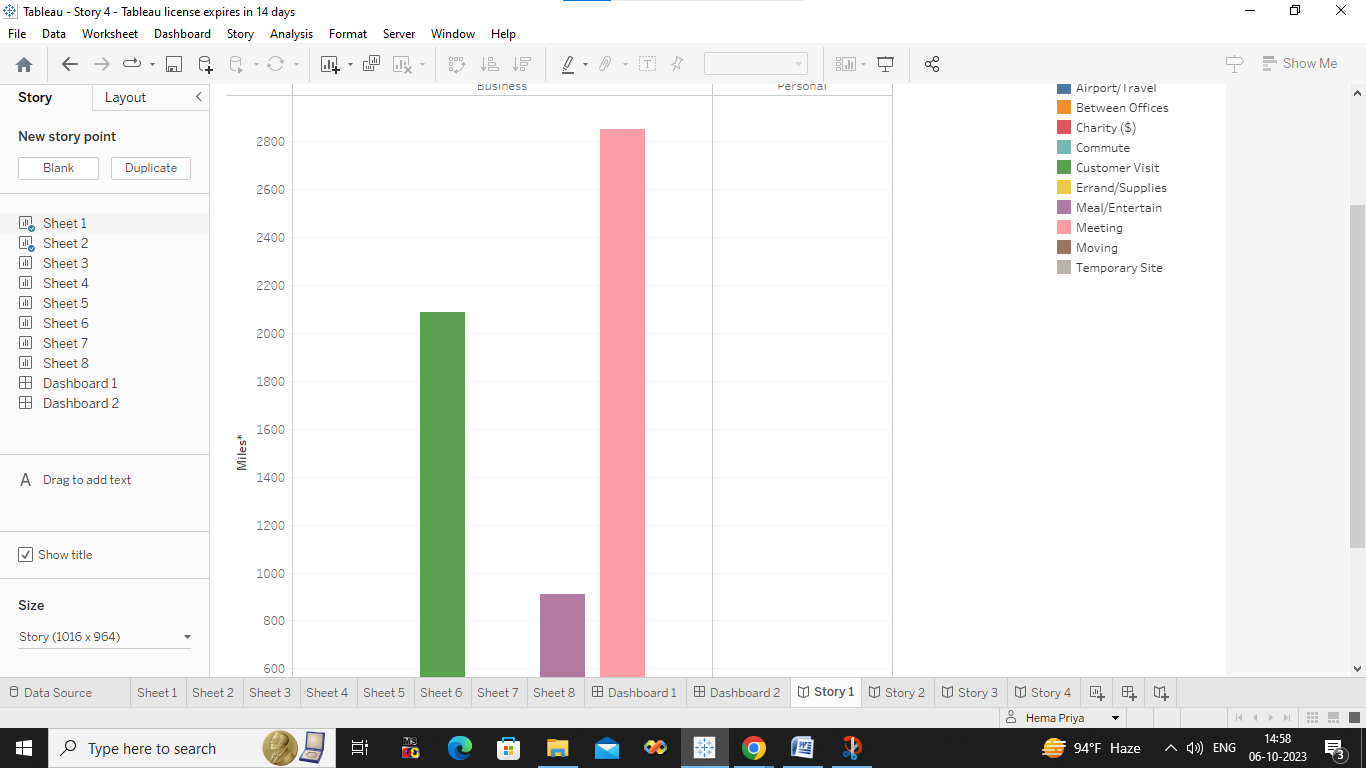 Tableau - Story 4 - Tableau license expires in 14 days
File Data Worksheet Dashboard Story Analysis Format Server Window Help
Show Me
Story Layout
New story point
Blank Duplicate
Sheet 1
Sheet 2
Sheet 3
Sheet 4
Sheet 5
Sheet 6
Sheet 7
Sheet 8
Dashboard 1
Dashboard 2
A Drag to add text
Show title
Size
Story (1016 x 964)
Business Personal
2800
2600
2400
2200
2000
1800
1600
1400
1200
1000
800
600
Miles*
Airport/Travel
Between Offices
Charity ($)
Commute
Customer Visit
Errand/Supplies
Meal/Entertain
Meeting
Moving
Temporary Site
Data Source Sheet 1 Sheet 2 Sheet 3 Sheet 4 Sheet 5 Sheet 6 Sheet 7 Sheet 8 Dashboard 1 Dashboard 2 Story 1 Story 2 Story 3 Story 4
Hema Priya
Type here to search
94°F Haze
ENG
14:58
06-10-2023
3